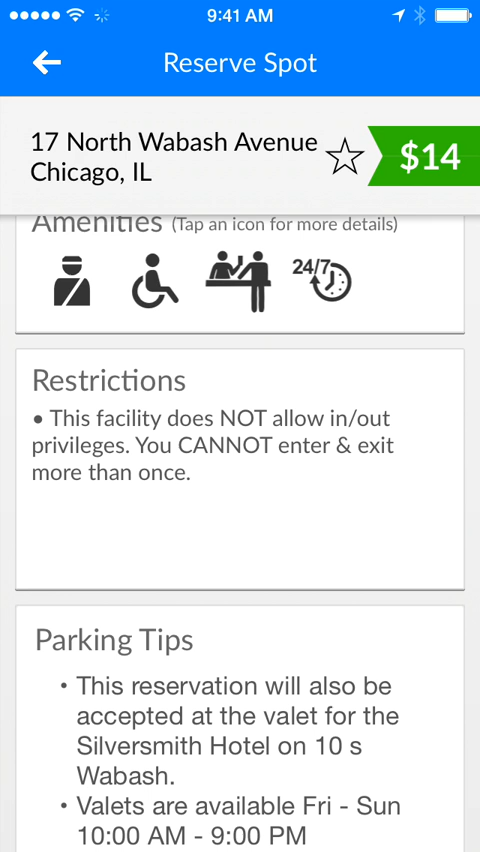 9:41 AM
Reserve Spot
17 North Wabash Avenue
Chicago, IL
$14
Amenities (Tap an icon for more details)
24/7
Restrictions
• This facility does NOT allow in/out
privileges. You CANNOT enter & exit
more than once.
Parking Tips
• This reservation will also be
accepted at the valet for the
Silversmith Hotel on 10 s
Wabash.
• Valets are available Fri - Sun
10:00 AM - 9:00 PM